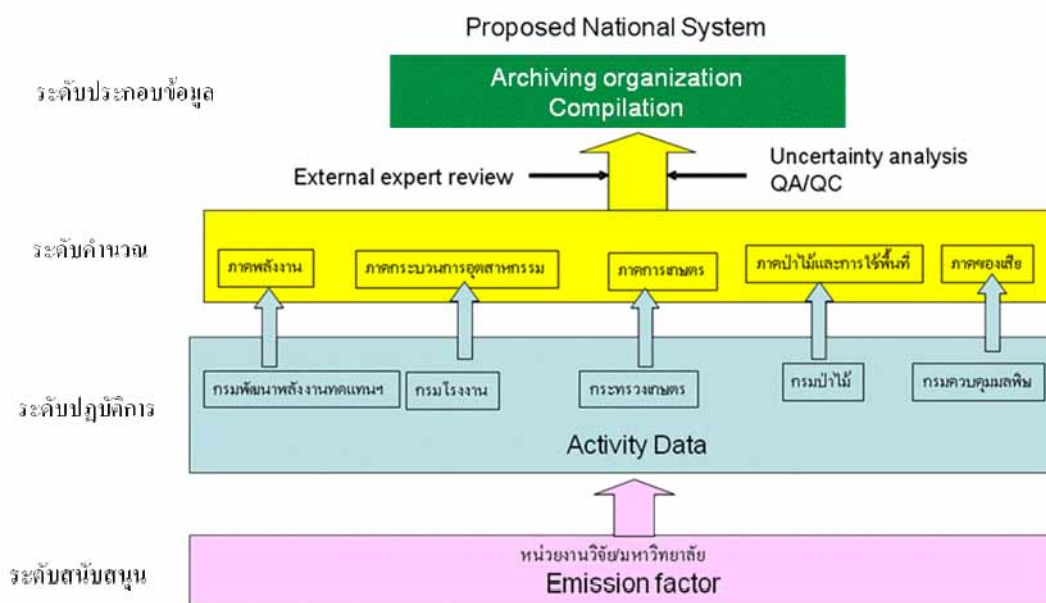 Proposed National System
ระดับประกอบข้อมูล
Archiving organization
Compilation
External expert review
Uncertainty analysis
QA/QC
ระดับคำนวณ
ภาคพลังงาน
ภาคกระบวนการอุตสาหกรรม
ภาคการเกษตร
ภาคป่าไม้และการใช้พื้นที่
ภาคของเสีย
ระดับปฏิบัติการ
กรมพัฒนาพลังงานทดแทนฯ
กรมโรงงาน
กระทรวงเกษตร
กรมป่าไม้
กรมควบคุมมลพิษ
Activity Data
ระดับสนับสนุน
หน่วยงานวิจัย/มหาวิทยาลัย
Emission factor